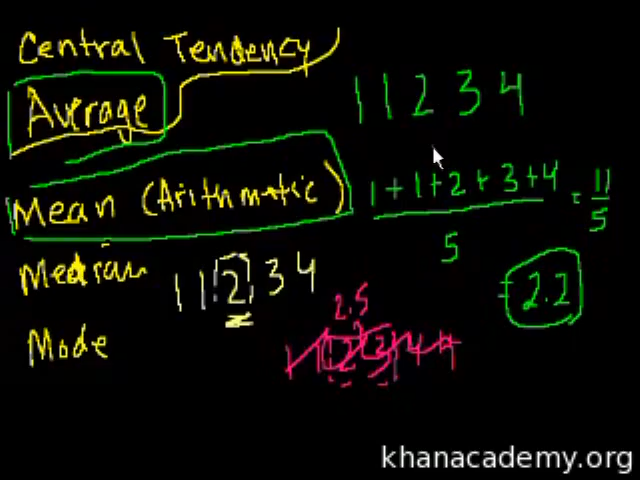 Central Tendency
Average
1 1 2 3 4
Mean (Arithmetic)
1 + 1 + 2 + 3 + 4
5
= 11
5
= 2.2
Median
1 1 2 3 4
2.5
Mode
khanacademy.org